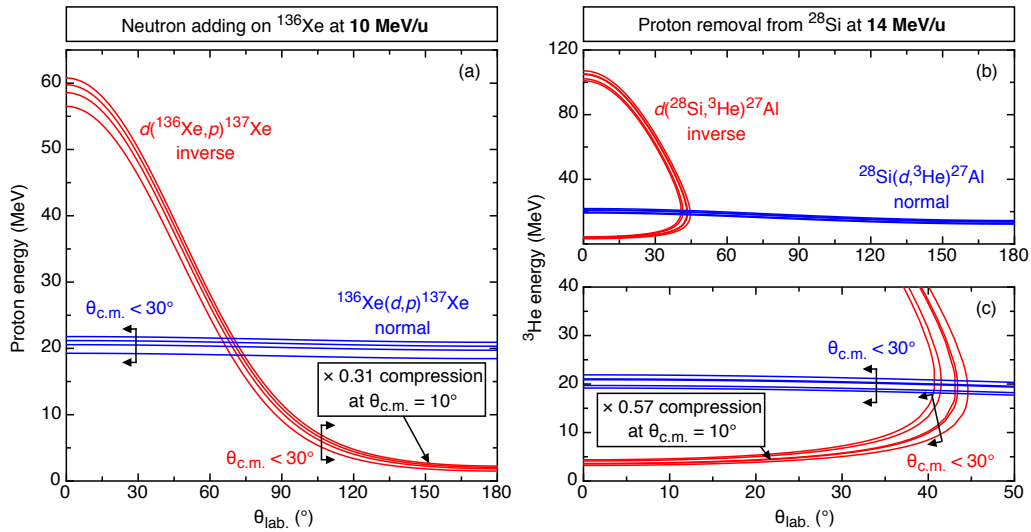 Neutron adding on ¹³⁶Xe at 10 MeV/u
(a)
60
50
40
30
20
10
0
Proton energy (MeV)
d(¹³⁶Xe,p)¹³⁷Xe
inverse
θc.m. < 30°
¹³⁶Xe(d,p)¹³⁷Xe
normal
× 0.31 compression
at θc.m. = 10°
θc.m. < 30°
0 30 60 90 120 150 180
θlab. (°)
Proton removal from ²⁸Si at 14 MeV/u
(b)
120
80
40
d(²⁸Si,³He)²⁷Al
inverse
²⁸Si(d,³He)²⁷Al
normal
0 30 60 90 120 150 180
³He energy (MeV)
(c)
40
30
20
10
0
θc.m. < 30°
× 0.57 compression
at θc.m. = 10°
θc.m. < 30°
0 10 20 30 40 50
θlab. (°)